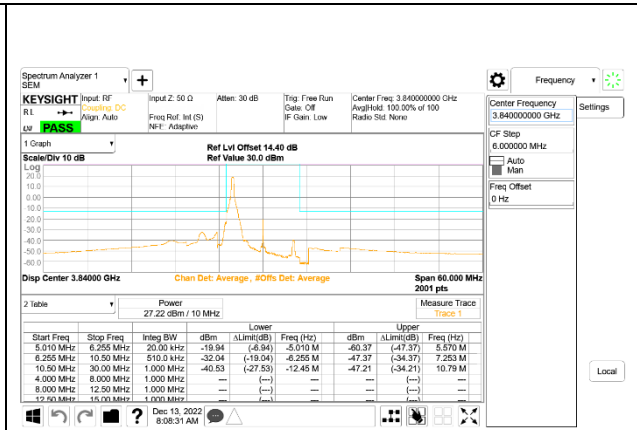 Spectrum Analyzer 1
SEM
Frequency
KEYSIGHT Input: RF Input Z: 50 Ω Atten: 30 dB Trig: Free Run Center Freq: 3.840000000 GHz
RL Coupling: DC Gate: Off Avg|Hold: 100.00% of 100
Align: Auto Freq Ref: Int (S) IF Gain: Low Radio Std: None
NFE: Adaptive
PASS
Center Frequency
3.840000000 GHz
Settings
CF Step
6.000000 MHz
Auto
Man
Freq Offset
0 Hz
1 Graph
Ref Lvl Offset 14.40 dB
Scale/Div 10 dB Ref Value 30.0 dBm
Log
20.0
10.0
0.00
-10.0
-20.0
-30.0
-40.0
-50.0
-60.0
Disp Center 3.84000 GHz Chan Det: Average, #Offs Det: Average Span 60.000 MHz
2001 pts
2 Table Power Measure Trace
27.22 dBm / 10 MHz Trace 1
Lower Upper
Start Freq Stop Freq Integ BW dBm ΔLimit(dB) Freq (Hz) dBm ΔLimit(dB) Freq (Hz)
5.010 MHz 6.255 MHz 20.00 kHz -19.94 (-6.94) -5.010 M -60.37 (-47.37) 5.570 M
6.255 MHz 10.50 MHz 510.0 kHz -32.04 (-19.04) -6.255 M -47.37 (-34.37) 7.253 M
10.50 MHz 30.00 MHz 1.000 MHz -40.53 (-27.53) -12.45 M -47.21 (-34.21) 10.79 M
4.000 MHz 8.000 MHz 1.000 MHz --- (---) --- (---)
8.000 MHz 12.50 MHz 1.000 MHz --- (---) --- (---)
12.50 MHz 15.00 MHz 1.000 MHz --- (---) --- (---)
Local
Dec 13, 2022
8:08:31 AM